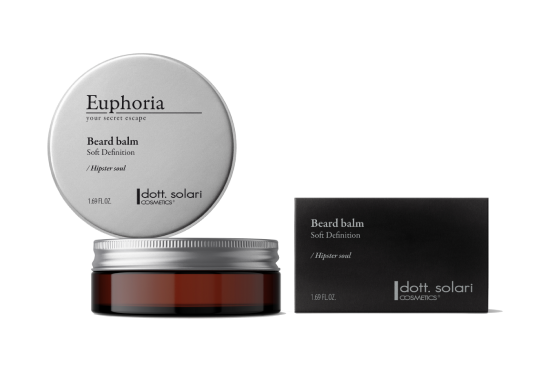 Euphoria
your secret escape
Beard balm
Soft Definition
/ Hipster soul
1.69 FL.OZ.
dott. solari
COSMETICS®
Beard balm
Soft Definition
/ Hipster soul
1.69 FL.OZ.
dott. solari
COSMETICS®